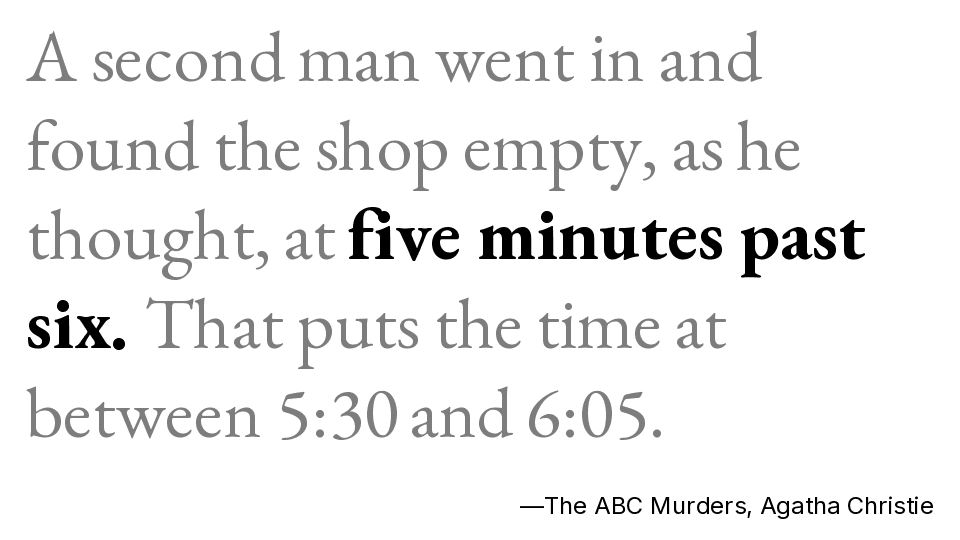 A second man went in and
found the shop empty, as he
thought, at five minutes past
six. That puts the time at
between 5:30 and 6:05.
—The ABC Murders, Agatha Christie